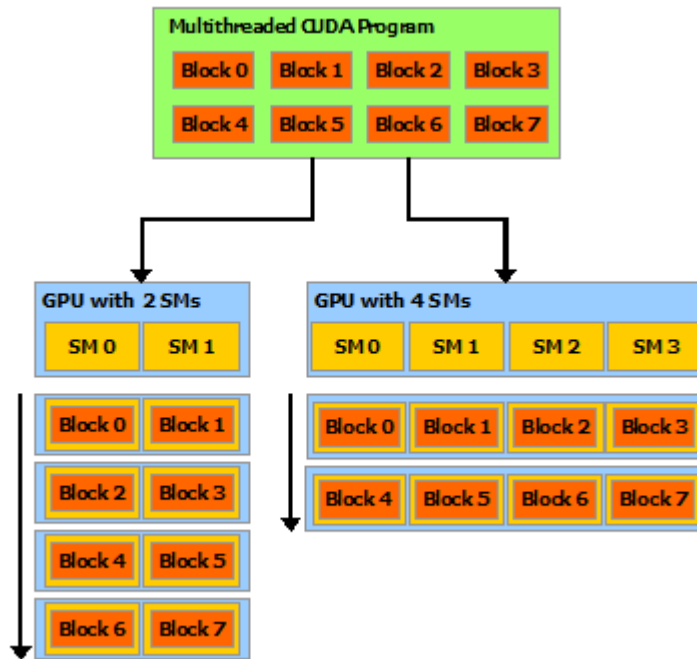 Multithreaded CUDA Program
Block 0 Block 1 Block 2 Block 3
Block 4 Block 5 Block 6 Block 7
GPU with 2 SMs
SM 0 SM 1
Block 0 Block 1
Block 2 Block 3
Block 4 Block 5
Block 6 Block 7
GPU with 4 SMs
SM 0 SM 1 SM 2 SM 3
Block 0 Block 1 Block 2 Block 3
Block 4 Block 5 Block 6 Block 7